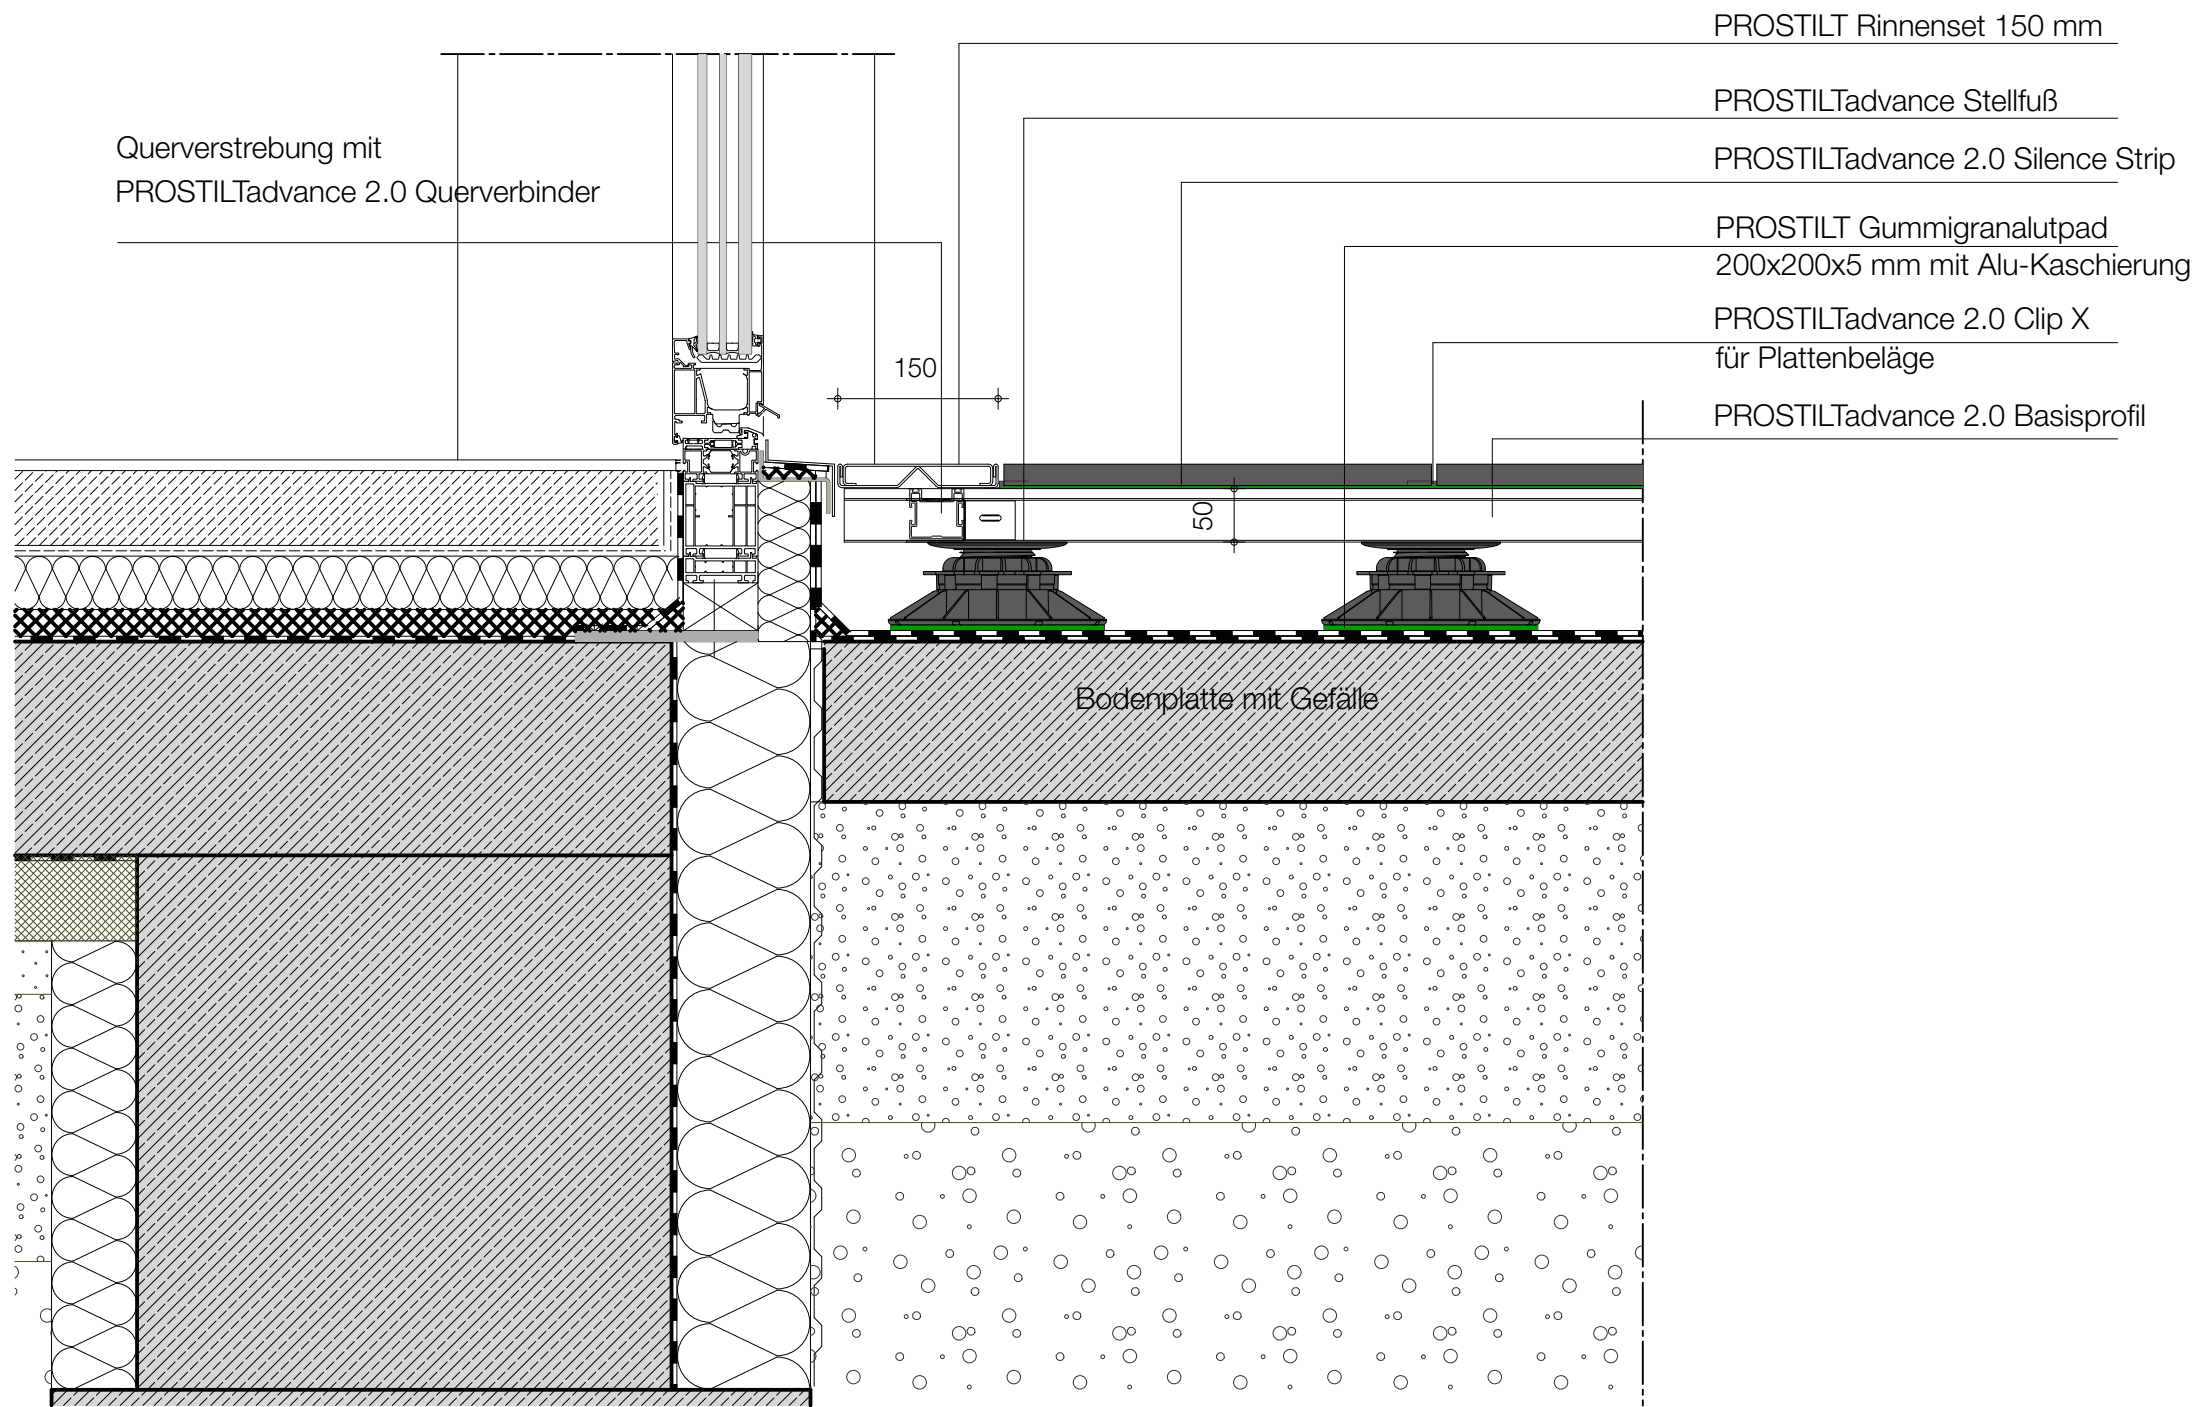 PROSTILT Rinnenset 150 mm
PROSTILTadvance Stellfuß
Querverstrebung mit
PROSTILTadvance 2.0 Querverbinder
PROSTILTadvance 2.0 Silence Strip
PROSTILT Gummigranalutpad
200x200x5 mm mit Alu-Kaschierung
PROSTILTadvance 2.0 Clip X
für Plattenbeläge
150
PROSTILTadvance 2.0 Basisprofil
50
Bodenplatte mit Gefälle